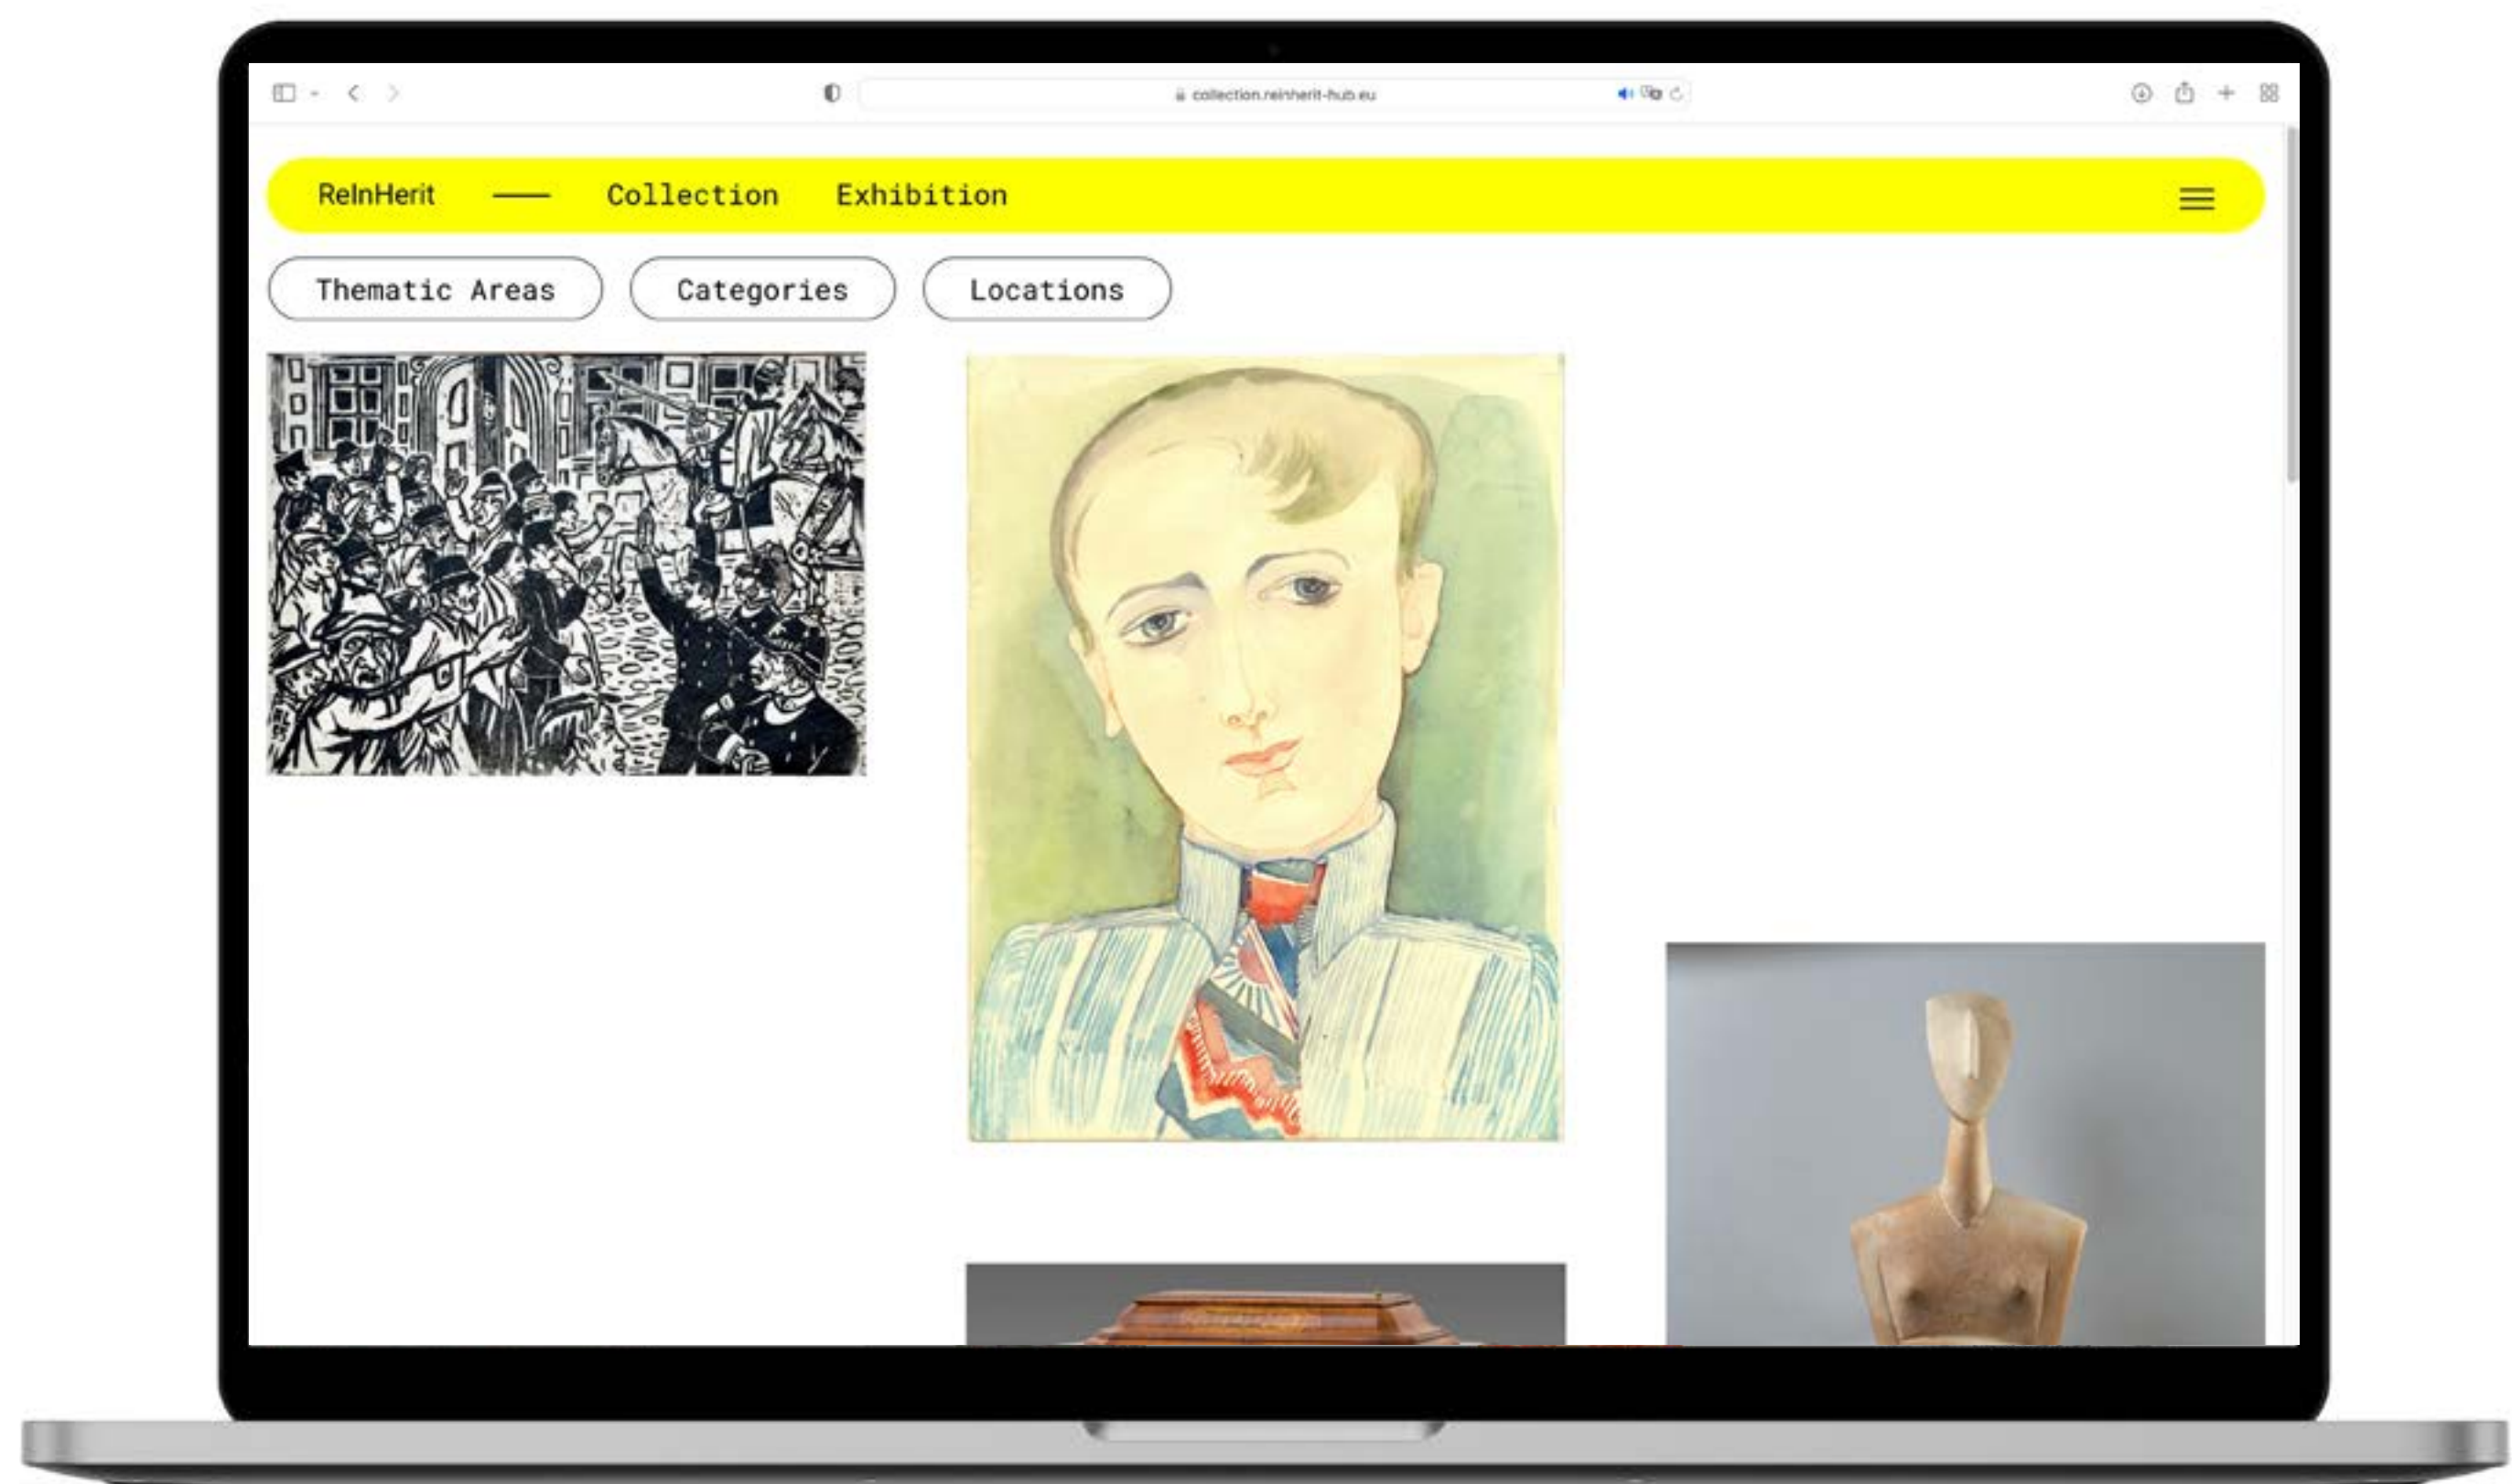 collection.reinherit-hub.eu
ReInHerit — Collection Exhibition
Thematic Areas Categories Locations